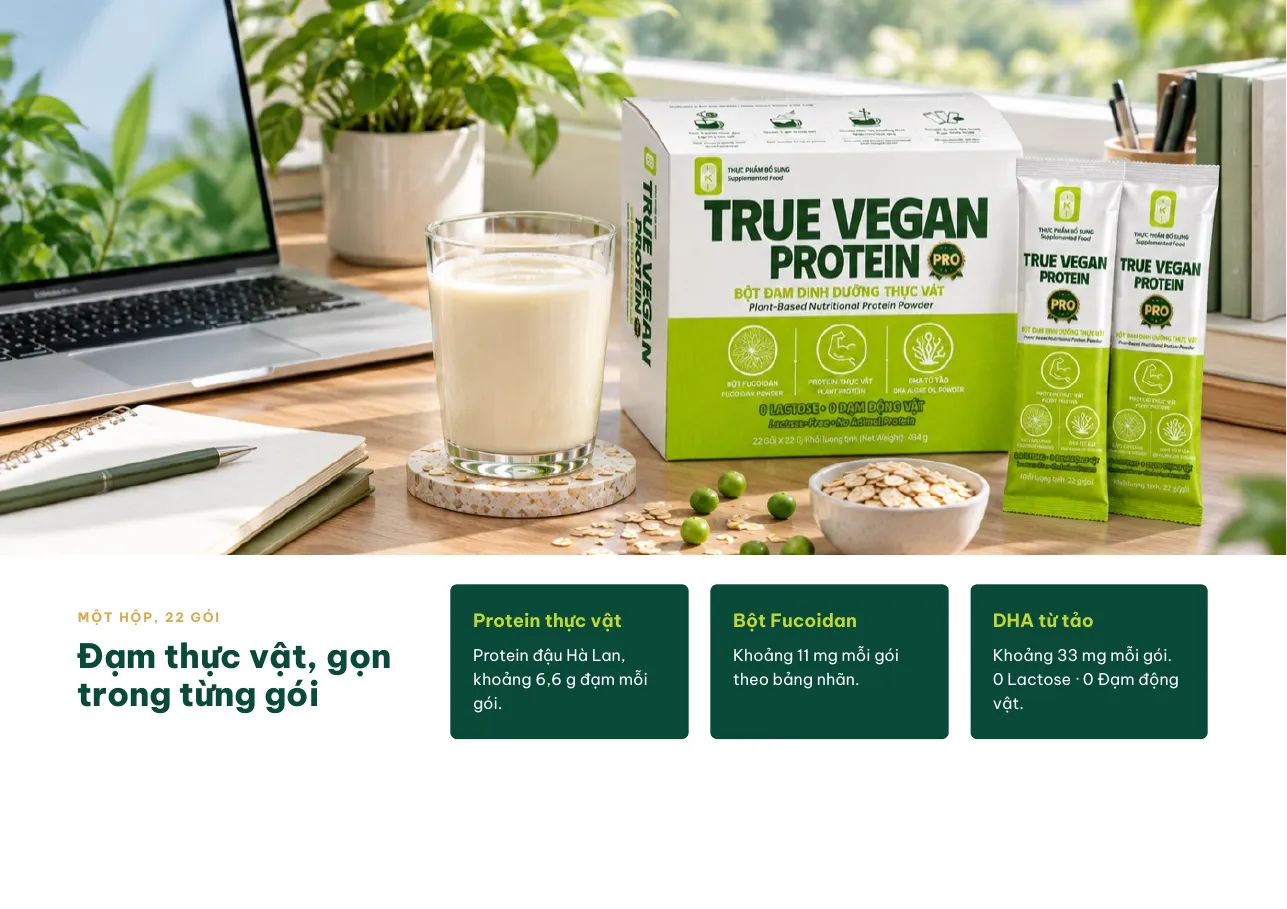 THỰC PHẨM BỔ SUNG
Supplemented Food
TRUE VEGAN
PROTEIN
PRO
BỘT ĐẠM DINH DƯỠNG THỰC VẬT
Plant-Based Nutritional Protein Powder
BỘT FUCOIDAN
FUCOIDAN POWDER
PROTEIN THỰC VẬT
PLANT PROTEIN
DHA TỪ TẢO
DHA ALGAE OIL POWDER
0 LACTOSE • 0 ĐẠM ĐỘNG VẬT
Lactose-Free • No Animal Protein
TRUE VEGAN
PROTEIN
THỰC PHẨM BỔ SUNG
Supplemented Food
TRUE VEGAN
PROTEIN
PRO
THỰC PHẨM BỔ SUNG
Supplemented Food
TRUE VEGAN
PROTEIN
PRO
MỘT HỘP, 22 GÓI
Đạm thực vật, gọn
trong từng gói
Protein thực vật
Protein đậu Hà Lan,
khoảng 6,6 g đạm mỗi
gói.
Bột Fucoidan
Khoảng 11 mg mỗi gói
theo bảng nhãn.
DHA từ tảo
Khoảng 33 mg mỗi gói.
0 Lactose · 0 Đạm động
vật.